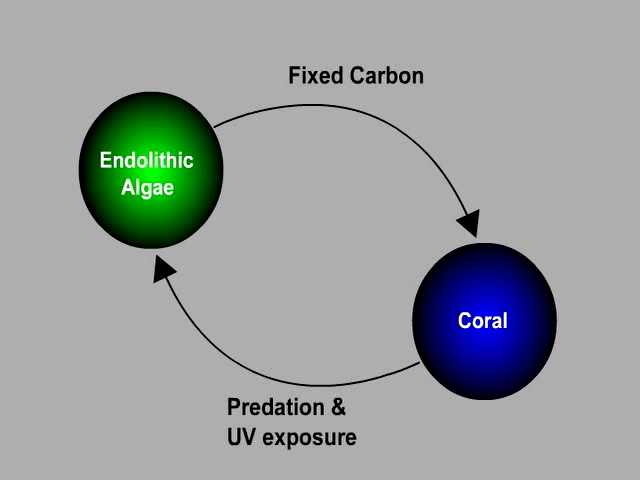 Fixed Carbon
Endolithic
Algae
Coral
Predation &
UV exposure